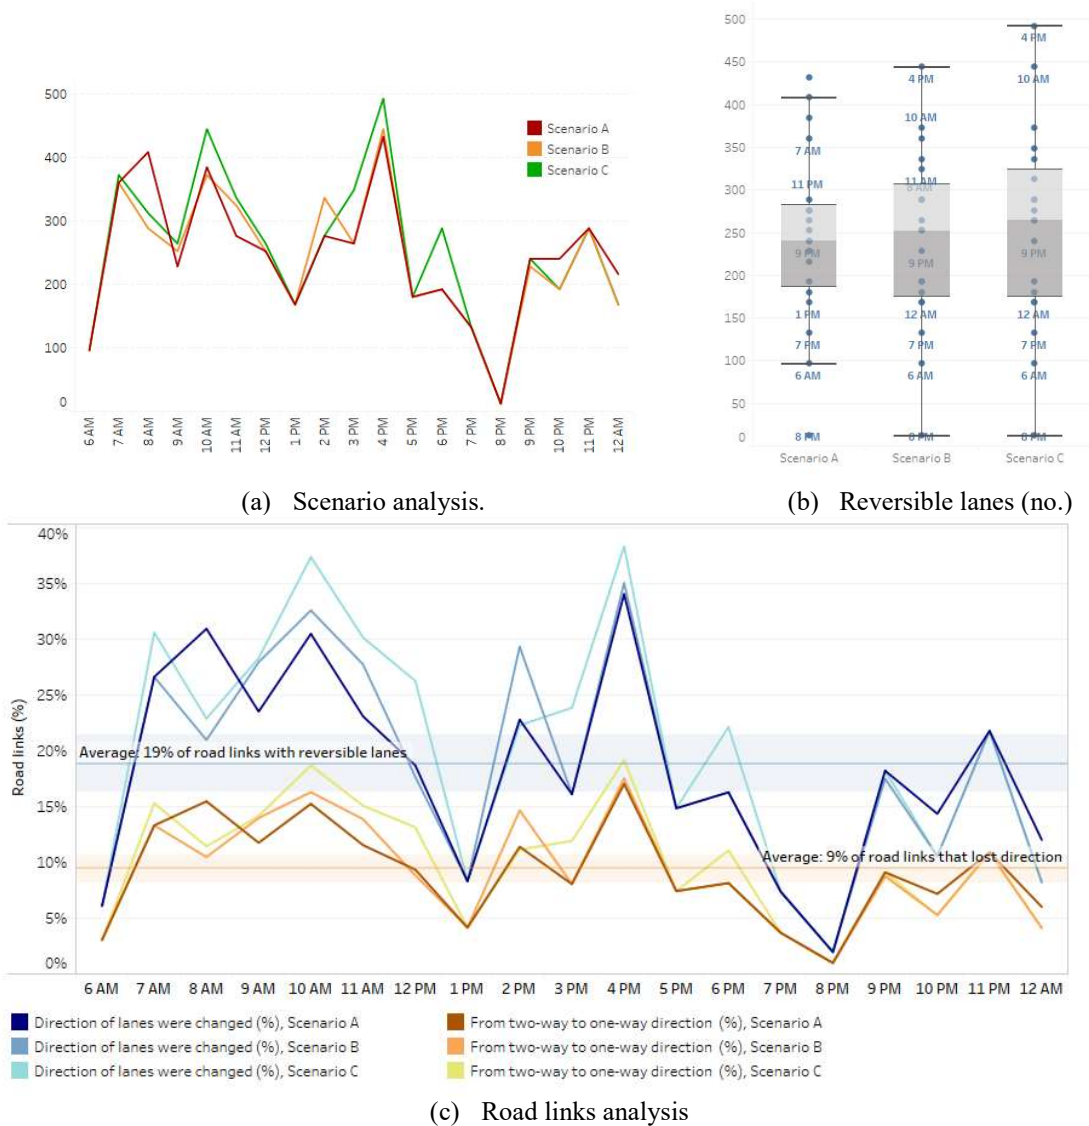 500
400
300
200
100
0
Scenario A
Scenario B
Scenario C
6 AM
7 AM
8 AM
9 AM
10 AM
11 AM
12 PM
1 PM
2 PM
3 PM
4 PM
5 PM
6 PM
7 PM
8 PM
9 PM
10 PM
11 PM
12 AM
(a) Scenario analysis.
500
450
400
350
300
250
200
150
100
50
0
7 AM
11 PM
9 PM
1 PM
7 PM
6 AM
8 PM
4 PM
10 AM
11 AM
8 AM
9 PM
12 AM
7 PM
6 AM
8 PM
4 PM
10 AM
9 PM
12 AM
7 PM
6 AM
8 PM
Scenario A
Scenario B
Scenario C
(b) Reversible lanes (no.)
Road links (%)
40%
35%
30%
25%
20%
15%
10%
5%
0%
Average: 19% of road links with reversible lanes
Average: 9% of road links that lost direction
6 AM 7 AM 8 AM 9 AM 10 AM 11 AM 12 PM 1 PM 2 PM 3 PM 4 PM 5 PM 6 PM 7 PM 8 PM 9 PM 10 PM 11 PM 12 AM
Direction of lanes were changed (%), Scenario A
Direction of lanes were changed (%), Scenario B
Direction of lanes were changed (%), Scenario C
From two-way to one-way direction (%), Scenario A
From two-way to one-way direction (%), Scenario B
From two-way to one-way direction (%), Scenario C
(c) Road links analysis